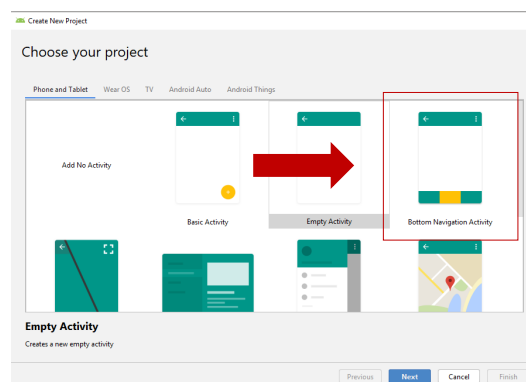 Create New Project
Choose your project
Phone and Tablet Wear OS TV Android Auto Android Things
Add No Activity
Basic Activity
Empty Activity
Bottom Navigation Activity
Empty Activity
Creates a new empty activity
Previous Next Cancel Finish